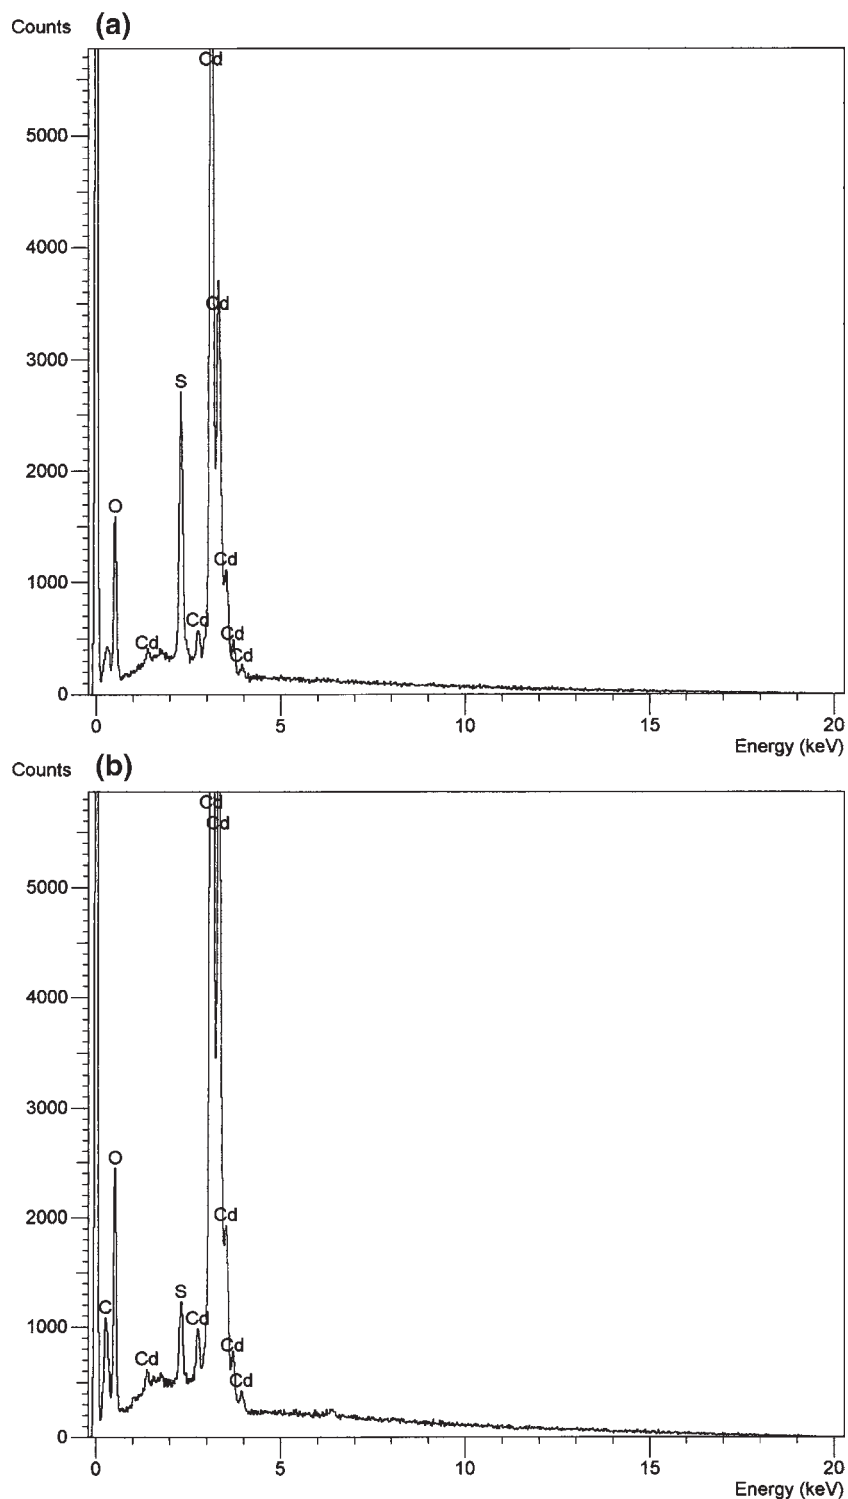 Counts (a)
Cd
5000
4000
Cd
3000
S
2000
O
Cd
1000
Cd
Cd
Cd
Cd
0
0 5 10 15 20
Energy (keV)
Counts (b)
Cd
Cd
5000
4000
3000
O
Cd
2000
S
C
Cd
1000
Cd
Cd
Cd
0
0 5 10 15 20
Energy (keV)